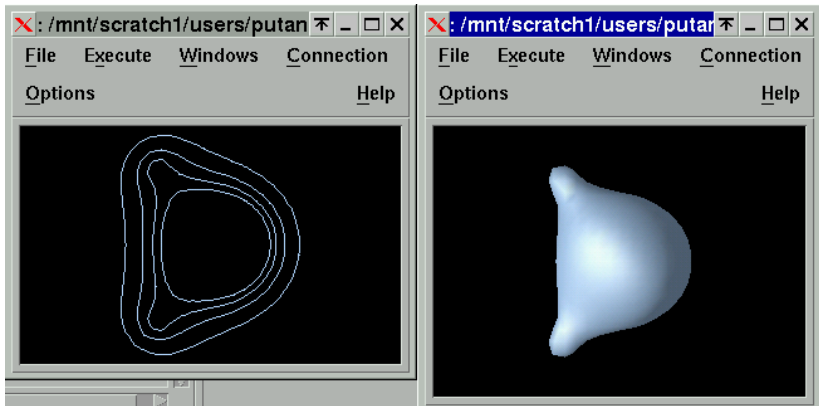 : /mnt/scratch1/users/putan
File Execute Windows Connection
Options Help
: /mnt/scratch1/users/putan
File Execute Windows Connection
Options Help